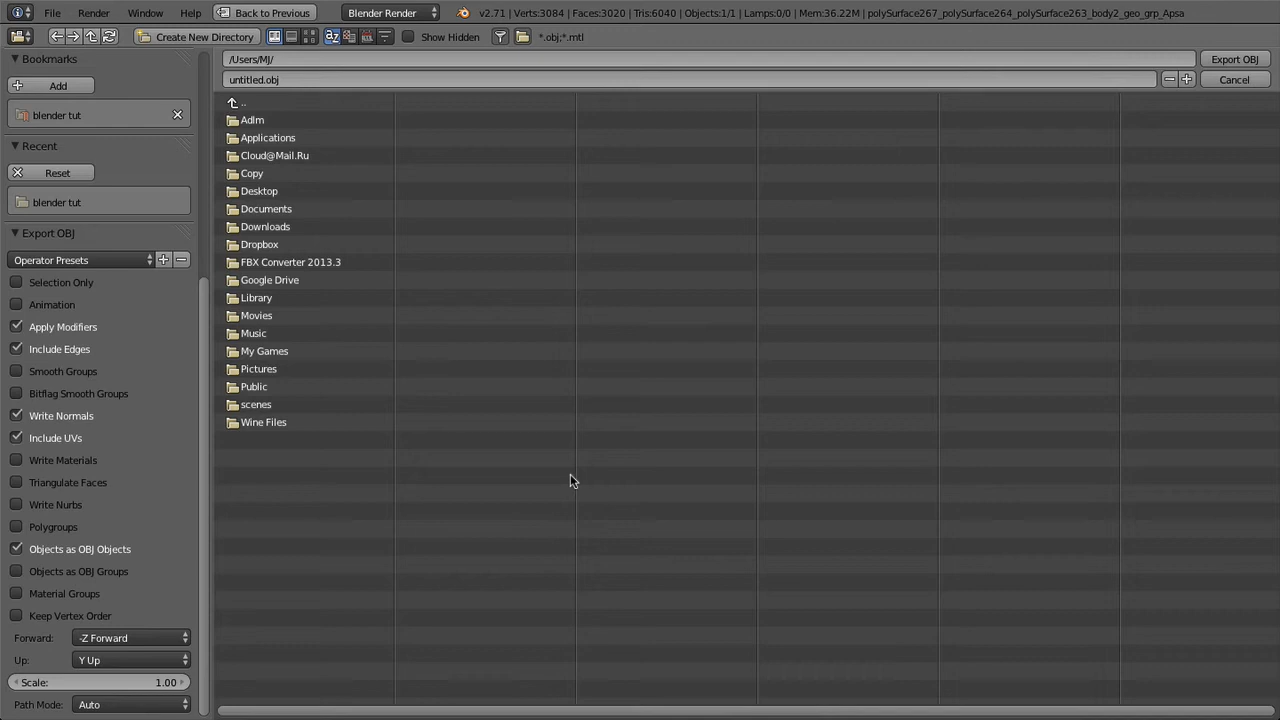 File Render Window Help Back to Previous Blender Render v2.71 | Verts:3084 | Faces:3020 | Tris:6040 | Objects:1/1 | Lamps:0/0 | Mem:36.22M | polySurface267_polySurface264_polySurface263_body2_geo_grp_Apsa
Create New Directory Show Hidden *.obj;*.mtl
Bookmarks
Add
blender tut
Recent
Reset
blender tut
Export OBJ
Operator Presets
Selection Only
Animation
Apply Modifiers
Include Edges
Smooth Groups
Bitflag Smooth Groups
Write Normals
Include UVs
Write Materials
Triangulate Faces
Write Nurbs
Polygroups
Objects as OBJ Objects
Objects as OBJ Groups
Material Groups
Keep Vertex Order
Forward: -Z Forward
Up: Y Up
Scale: 1.00
Path Mode: Auto
/Users/MJ/ Export OBJ
untitled.obj Cancel
..
Adlm
Applications
Cloud@Mail.Ru
Copy
Desktop
Documents
Downloads
Dropbox
FBX Converter 2013.3
Google Drive
Library
Movies
Music
My Games
Pictures
Public
scenes
Wine Files